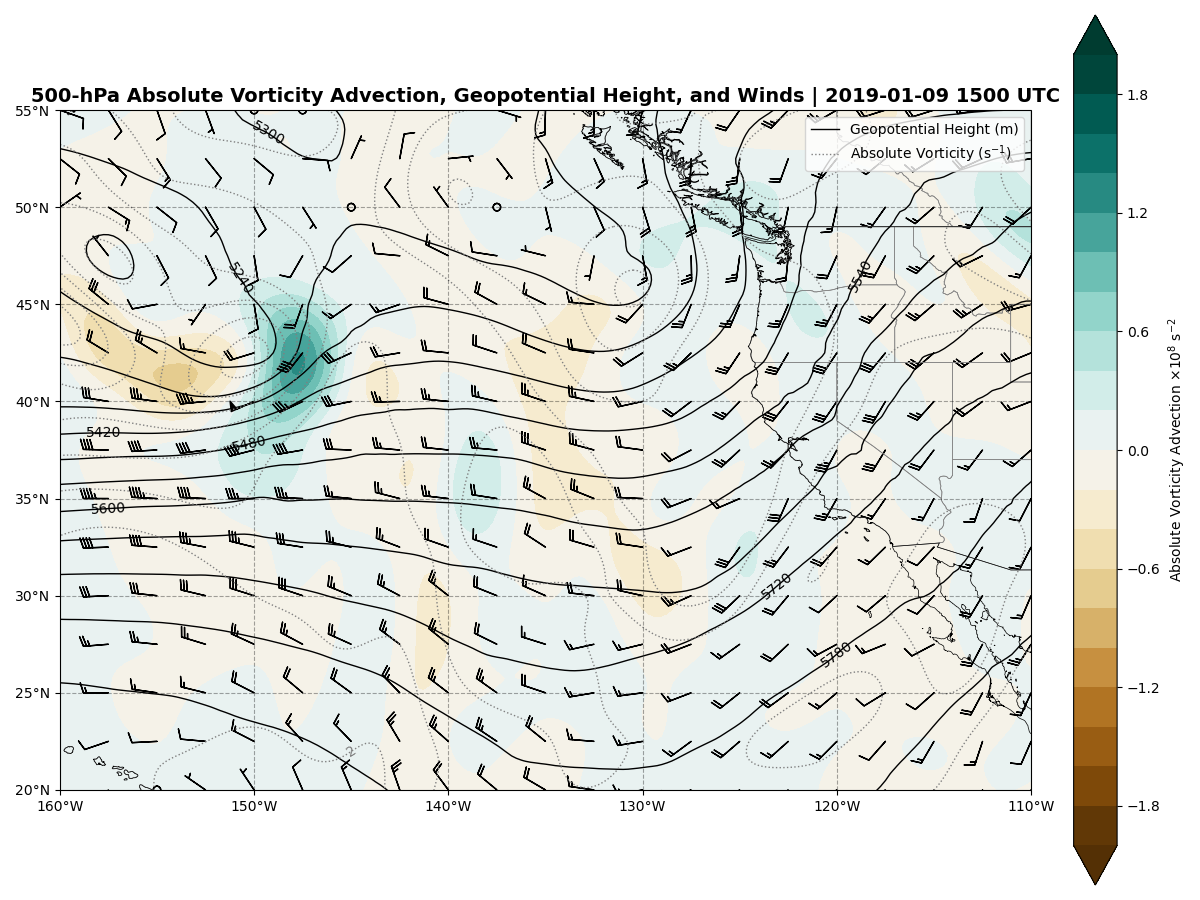 500-hPa Absolute Vorticity Advection, Geopotential Height, and Winds | 2019-01-09 1500 UTC
Geopotential Height (m)
Absolute Vorticity (s⁻¹)
55°N
50°N
45°N
40°N
35°N
30°N
25°N
20°N
160°W
150°W
140°W
130°W
120°W
110°W
5300
5240
5540
5420
5480
5600
5720
5780
2
1.8
1.2
0.6
0.0
−0.6
−1.2
−1.8
Absolute Vorticity Advection ×10⁸ s⁻²